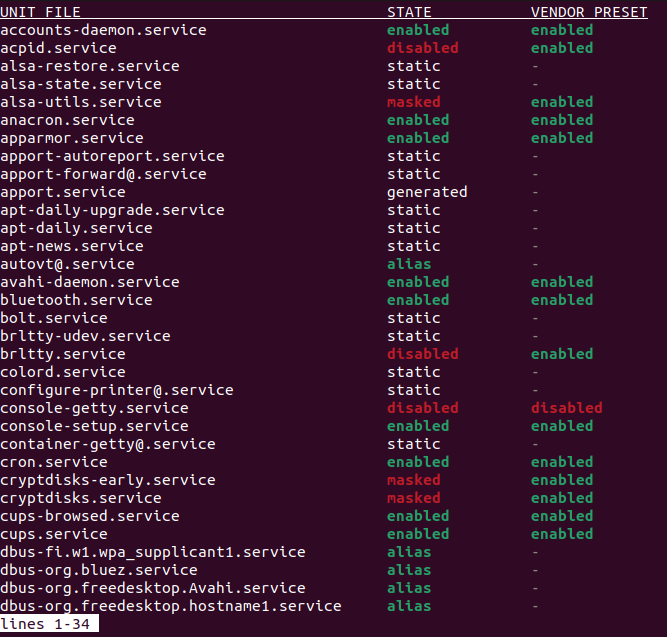 UNIT FILE STATE VENDOR PRESET
accounts-daemon.service enabled enabled
acpid.service disabled enabled
alsa-restore.service static -
alsa-state.service static -
alsa-utils.service masked enabled
anacron.service enabled enabled
apparmor.service enabled enabled
apport-autoreport.service static -
apport-forward@.service static -
apport.service generated -
apt-daily-upgrade.service static -
apt-daily.service static -
apt-news.service static -
autovt@.service alias -
avahi-daemon.service enabled enabled
bluetooth.service enabled enabled
bolt.service static -
brltty-udev.service static -
brltty.service disabled enabled
colord.service static -
configure-printer@.service static -
console-getty.service disabled disabled
console-setup.service enabled enabled
container-getty@.service static -
cron.service enabled enabled
cryptdisks-early.service masked enabled
cryptdisks.service masked enabled
cups-browsed.service enabled enabled
cups.service enabled enabled
dbus-fi.w1.wpa_supplicant1.service alias -
dbus-org.bluez.service alias -
dbus-org.freedesktop.Avahi.service alias -
dbus-org.freedesktop.hostname1.service alias -
lines 1-34